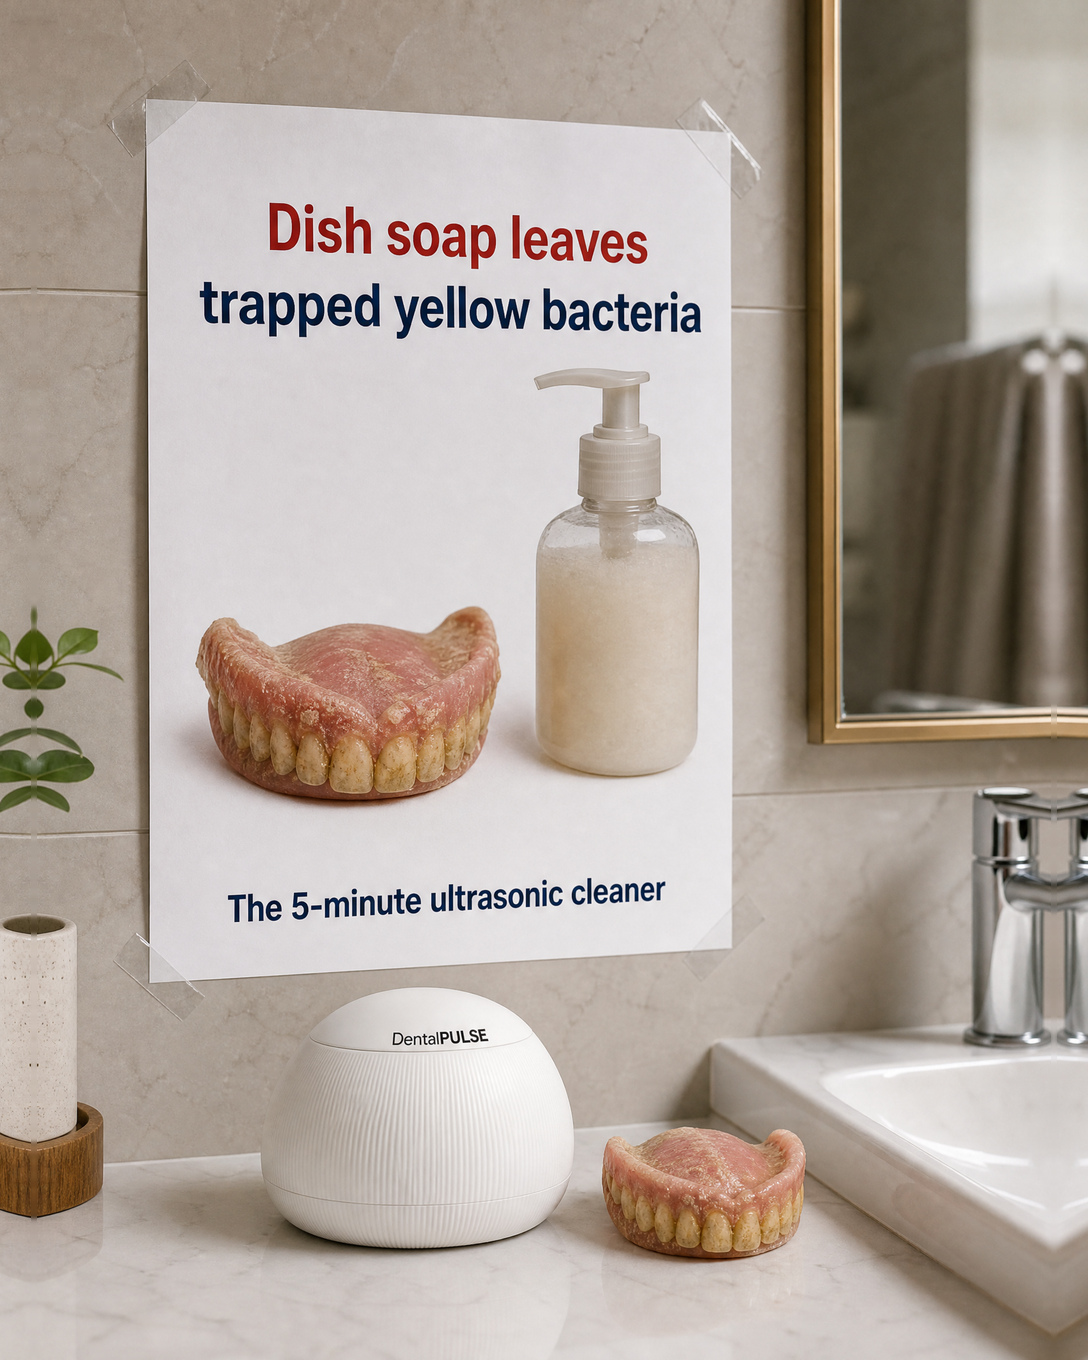 Dish soap leaves
trapped yellow bacteria
The 5-minute ultrasonic cleaner
DentalPULSE